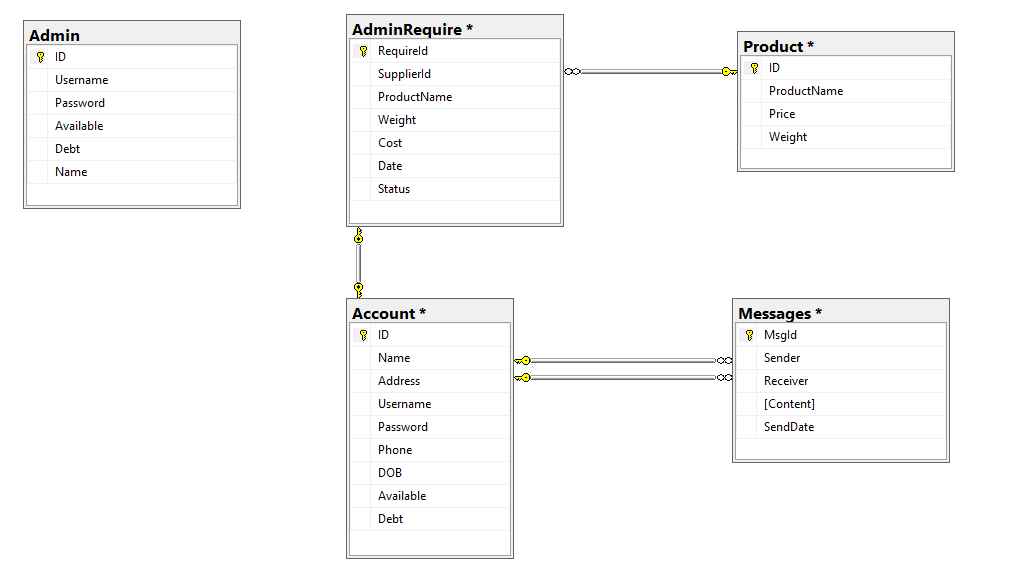 Admin
ID
Username
Password
Available
Debt
Name
AdminRequire *
RequireId
SupplierId
ProductName
Weight
Cost
Date
Status
Product *
ID
ProductName
Price
Weight
Account *
ID
Name
Address
Username
Password
Phone
DOB
Available
Debt
Messages *
MsgId
Sender
Receiver
[Content]
SendDate